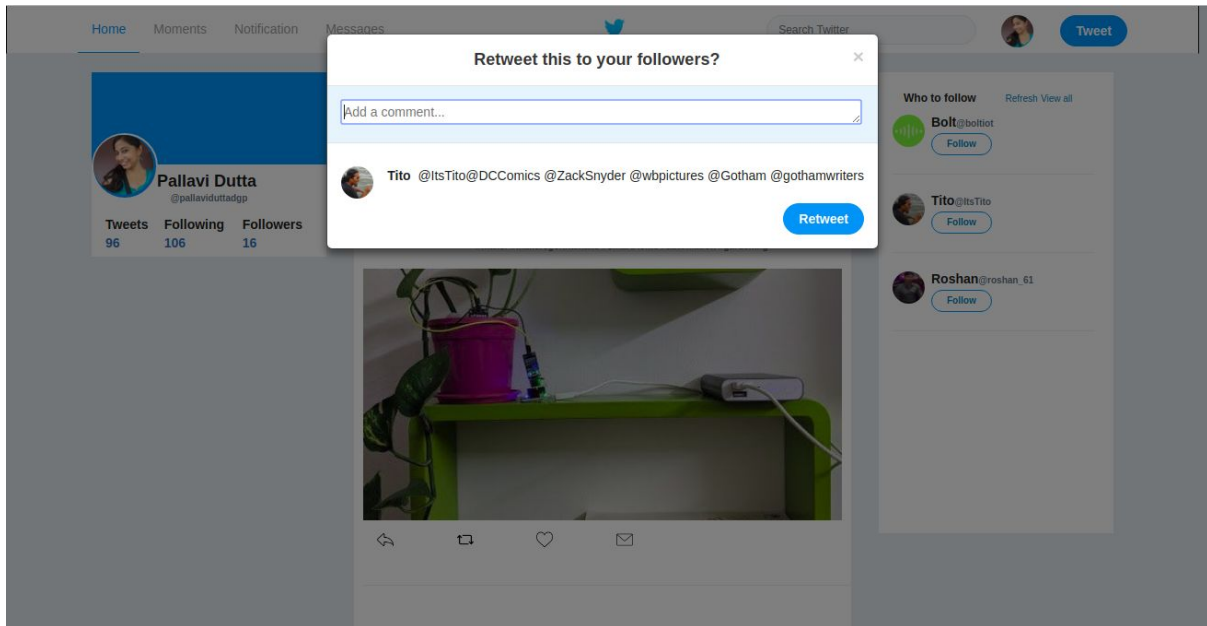 Home Moments Notification Messages Search Twitter Tweet
Retweet this to your followers? ×
Add a comment...
Tito @ItsTito@DCComics @ZackSnyder @wbpictures @Gotham @gothamwriters
Retweet
Pallavi Dutta
@pallaviduttadgp
Tweets Following Followers
96 106 16
Who to follow Refresh View all
Bolt@boltiot
Follow
Tito@ItsTito
Follow
Roshan@roshan_61
Follow